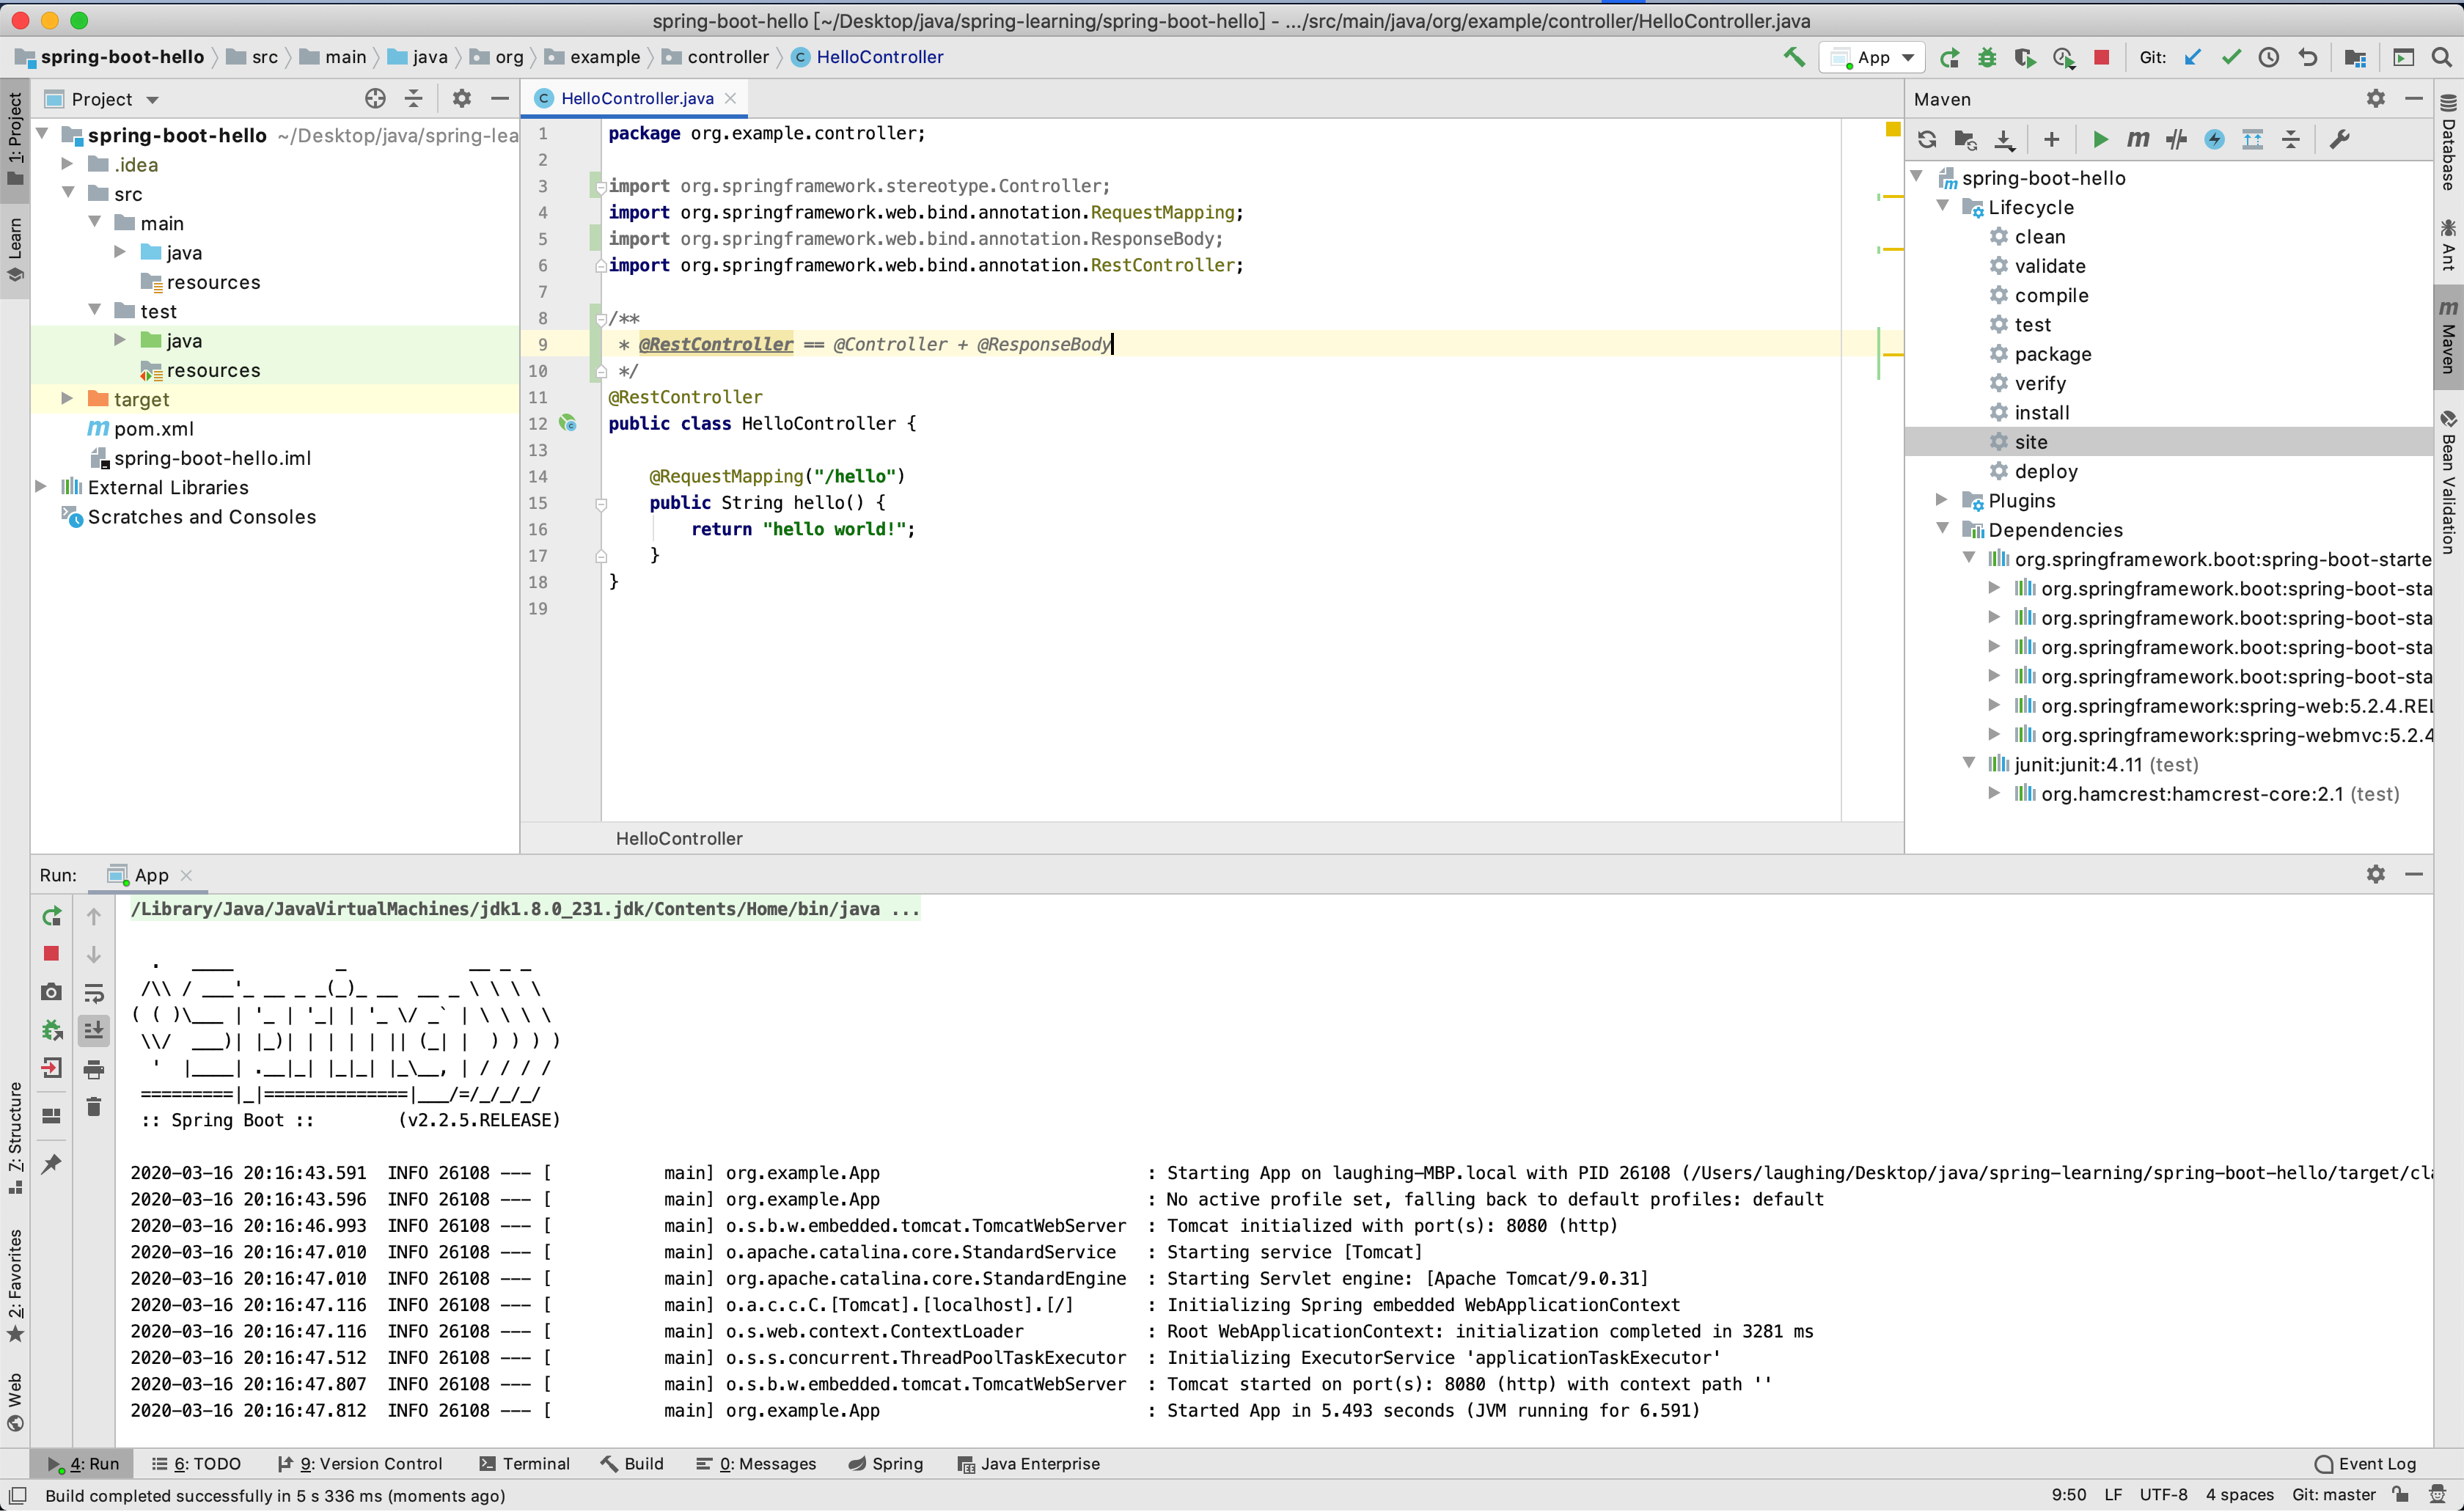 spring-boot-hello [~/Desktop/java/spring-learning/spring-boot-hello] - .../src/main/java/org/example/controller/HelloController.java
spring-boot-hello src main java org example controller HelloController App Git:
1: Project
Learn
7: Structure
2: Favorites
Web
Project
spring-boot-hello ~/Desktop/java/spring-lea
.idea
src
main
java
resources
test
java
resources
target
pom.xml
spring-boot-hello.iml
External Libraries
Scratches and Consoles
HelloController.java
1 package org.example.controller;
2
3 import org.springframework.stereotype.Controller;
4 import org.springframework.web.bind.annotation.RequestMapping;
5 import org.springframework.web.bind.annotation.ResponseBody;
6 import org.springframework.web.bind.annotation.RestController;
7
8 /**
9 * @RestController == @Controller + @ResponseBody
10 */
11 @RestController
12 public class HelloController {
13
14 @RequestMapping("/hello")
15 public String hello() {
16 return "hello world!";
17 }
18 }
19
HelloController
Maven
spring-boot-hello
Lifecycle
clean
validate
compile
test
package
verify
install
site
deploy
Plugins
Dependencies
org.springframework.boot:spring-boot-starte
org.springframework.boot:spring-boot-sta
org.springframework.boot:spring-boot-sta
org.springframework.boot:spring-boot-sta
org.springframework.boot:spring-boot-sta
org.springframework:spring-web:5.2.4.REL
org.springframework:spring-webmvc:5.2.4
junit:junit:4.11 (test)
org.hamcrest:hamcrest-core:2.1 (test)
Database
Ant
Maven
Bean Validation
Run: App
/Library/Java/JavaVirtualMachines/jdk1.8.0_231.jdk/Contents/Home/bin/java ...
  .   ____          _            __ _ _
 /\\ / ___'_ __ _ _(_)_ __  __ _ \ \ \ \
( ( )\___ | '_ | '_| | '_ \/ _` | \ \ \ \
 \\/  ___)| |_)| | | | | || (_| |  ) ) ) )
  '  |____| .__|_| |_|_| |_\__, | / / / /
 =========|_|==============|___/=/_/_/_/
:: Spring Boot :: (v2.2.5.RELEASE)
2020-03-16 20:16:43.591 INFO 26108 --- [ main] org.example.App : Starting App on laughing-MBP.local with PID 26108 (/Users/laughing/Desktop/java/spring-learning/spring-boot-hello/target/cla
2020-03-16 20:16:43.596 INFO 26108 --- [ main] org.example.App : No active profile set, falling back to default profiles: default
2020-03-16 20:16:46.993 INFO 26108 --- [ main] o.s.b.w.embedded.tomcat.TomcatWebServer : Tomcat initialized with port(s): 8080 (http)
2020-03-16 20:16:47.010 INFO 26108 --- [ main] o.apache.catalina.core.StandardService : Starting service [Tomcat]
2020-03-16 20:16:47.010 INFO 26108 --- [ main] org.apache.catalina.core.StandardEngine : Starting Servlet engine: [Apache Tomcat/9.0.31]
2020-03-16 20:16:47.116 INFO 26108 --- [ main] o.a.c.c.C.[Tomcat].[localhost].[/] : Initializing Spring embedded WebApplicationContext
2020-03-16 20:16:47.116 INFO 26108 --- [ main] o.s.web.context.ContextLoader : Root WebApplicationContext: initialization completed in 3281 ms
2020-03-16 20:16:47.512 INFO 26108 --- [ main] o.s.s.concurrent.ThreadPoolTaskExecutor : Initializing ExecutorService 'applicationTaskExecutor'
2020-03-16 20:16:47.807 INFO 26108 --- [ main] o.s.b.w.embedded.tomcat.TomcatWebServer : Tomcat started on port(s): 8080 (http) with context path ''
2020-03-16 20:16:47.812 INFO 26108 --- [ main] org.example.App : Started App in 5.493 seconds (JVM running for 6.591)
4: Run 6: TODO 9: Version Control Terminal Build 0: Messages Spring Java Enterprise Event Log
Build completed successfully in 5 s 336 ms (moments ago) 9:50 LF UTF-8 4 spaces Git: master